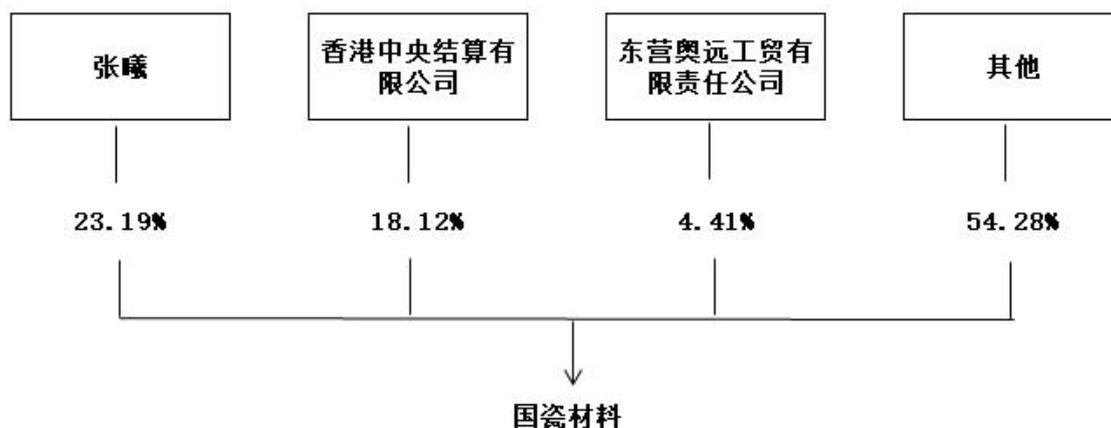 张曦
香港中央结算有
限公司
东营奥远工贸有
限责任公司
其他
23.19%
18.12%
4.41%
54.28%
国瓷材料